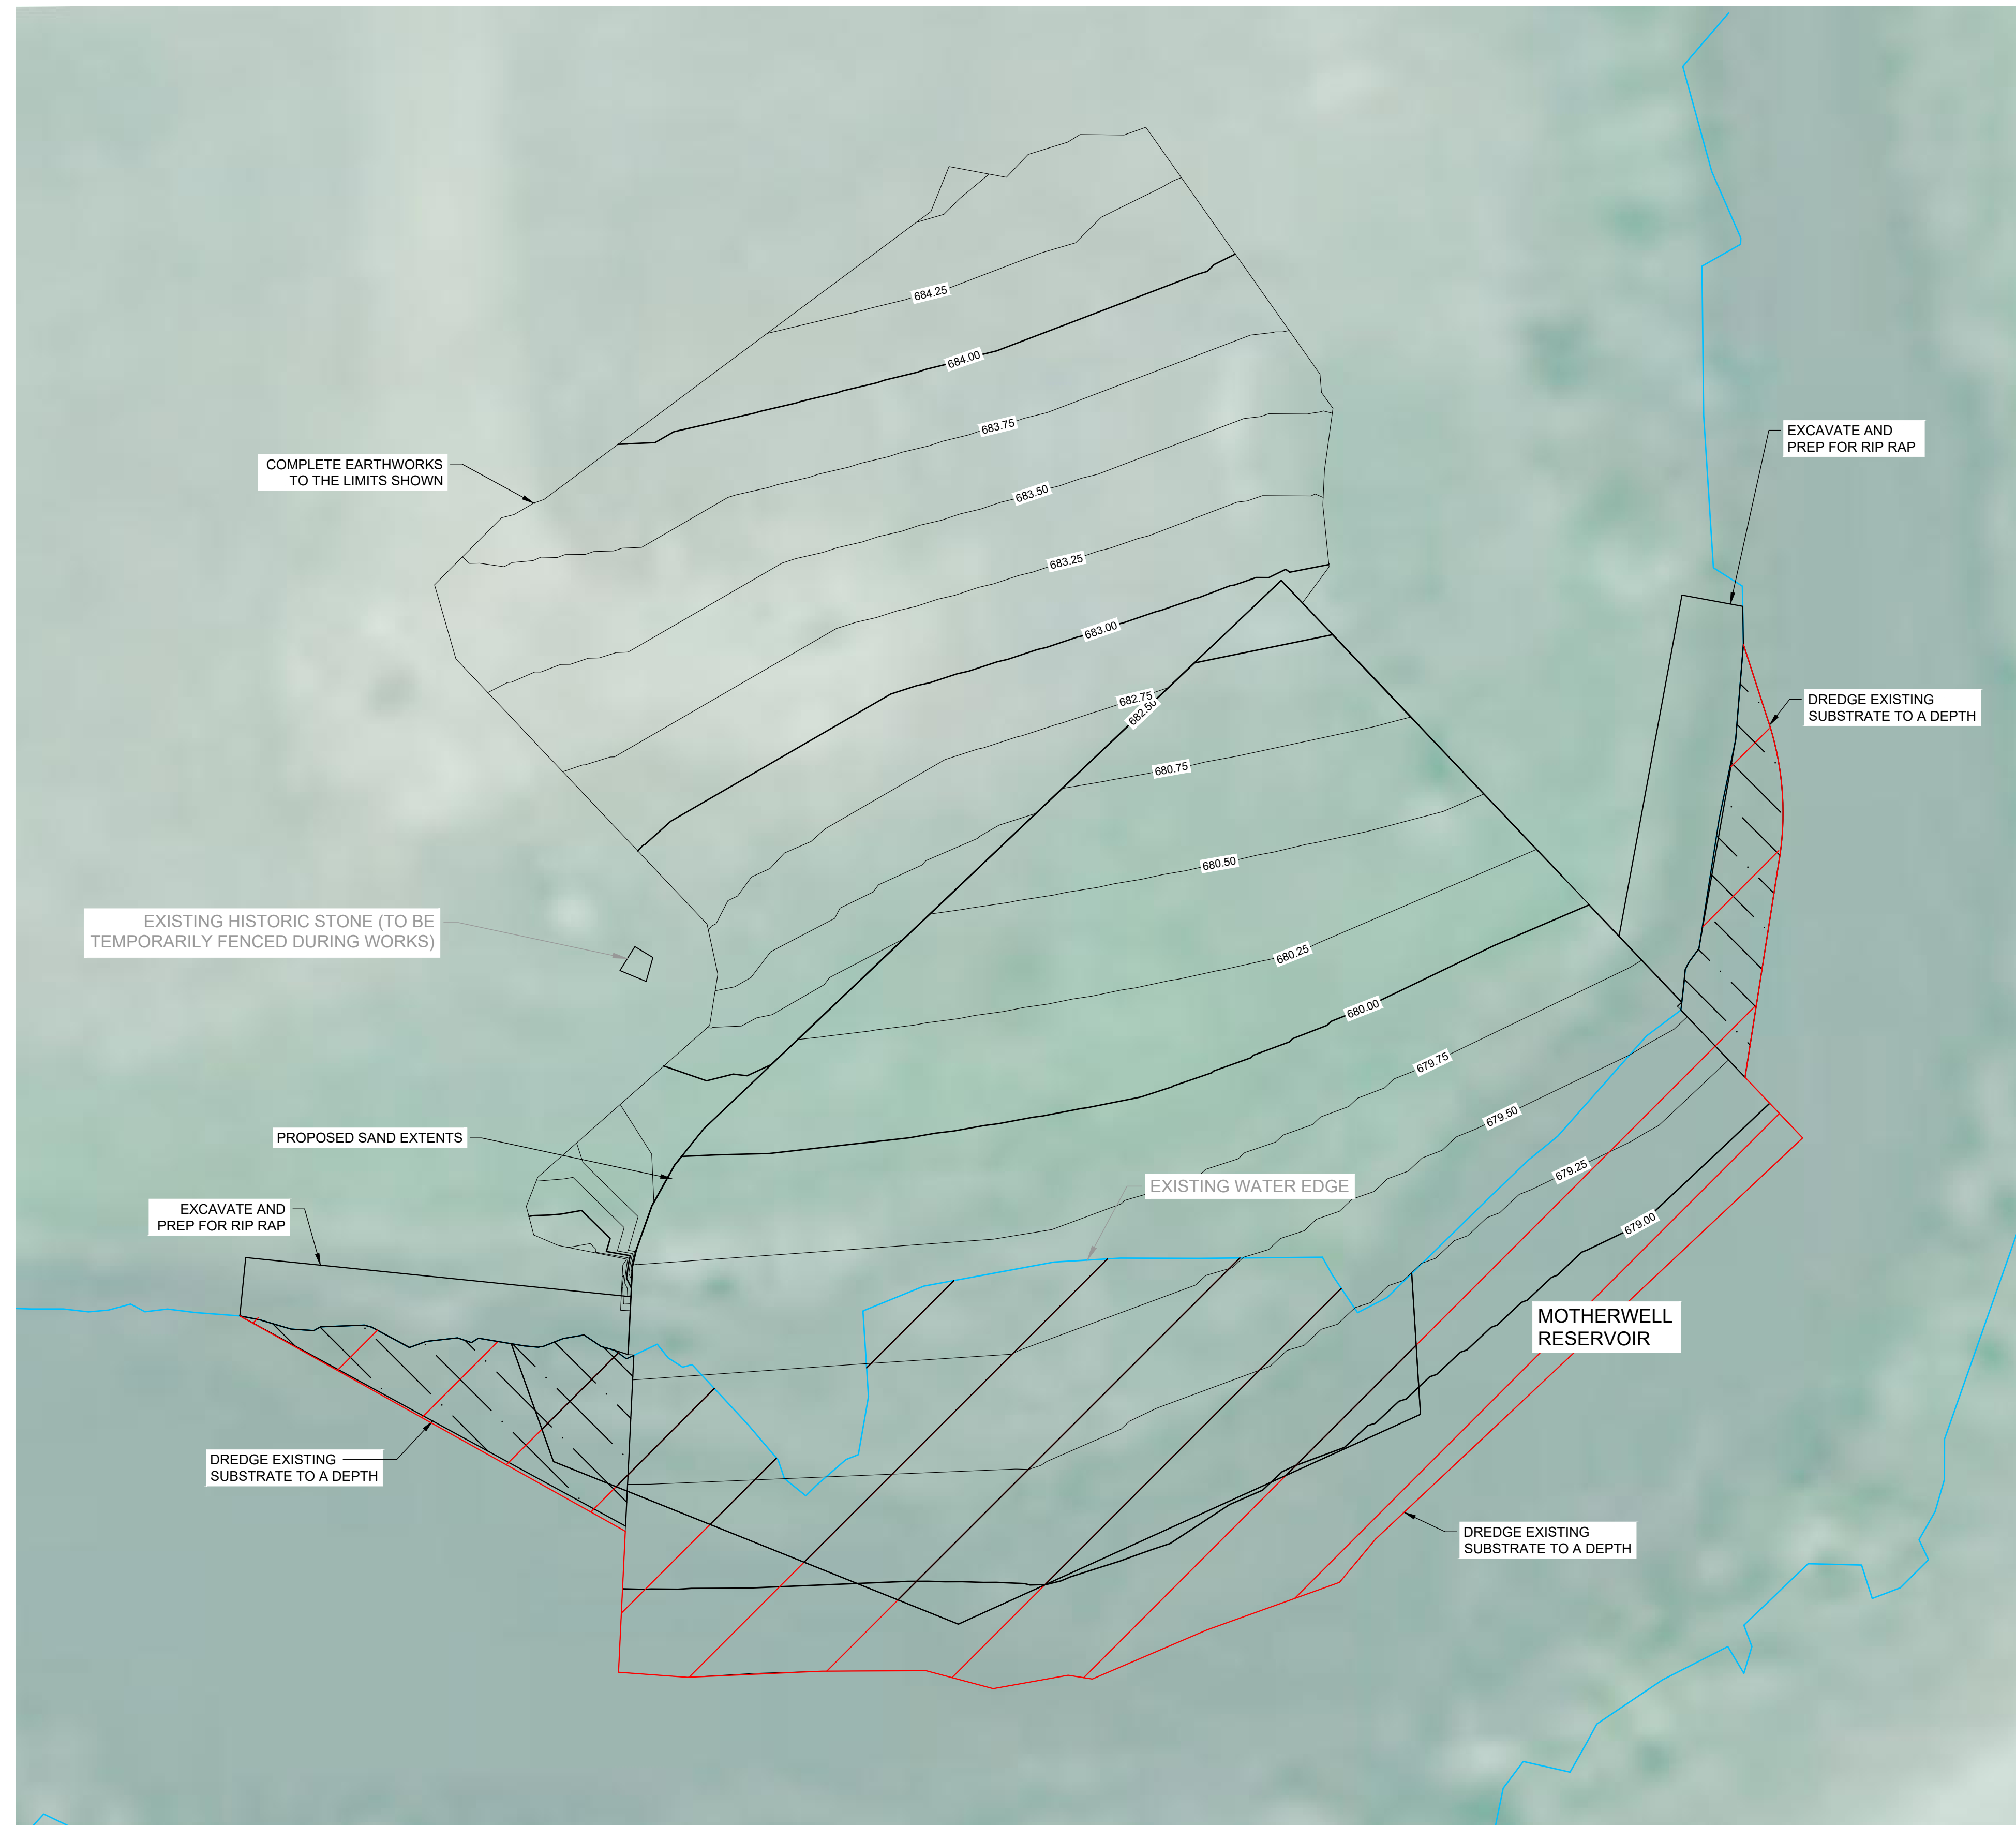 684.25
684.00
683.75
EXCAVATE AND
PREP FOR RIP RAP
COMPLETE EARTHWORKS
TO THE LIMITS SHOWN
683.50
683.25
683.00
682.75
682.50
DREDGE EXISTING
SUBSTRATE TO A DEPTH
680.75
680.50
EXISTING HISTORIC STONE (TO BE
TEMPORARILY FENCED DURING WORKS)
680.25
680.00
679.75
679.50
PROPOSED SAND EXTENTS
679.25
EXISTING WATER EDGE
EXCAVATE AND
PREP FOR RIP RAP
679.00
MOTHERWELL
RESERVOIR
DREDGE EXISTING
SUBSTRATE TO A DEPTH
DREDGE EXISTING
SUBSTRATE TO A DEPTH